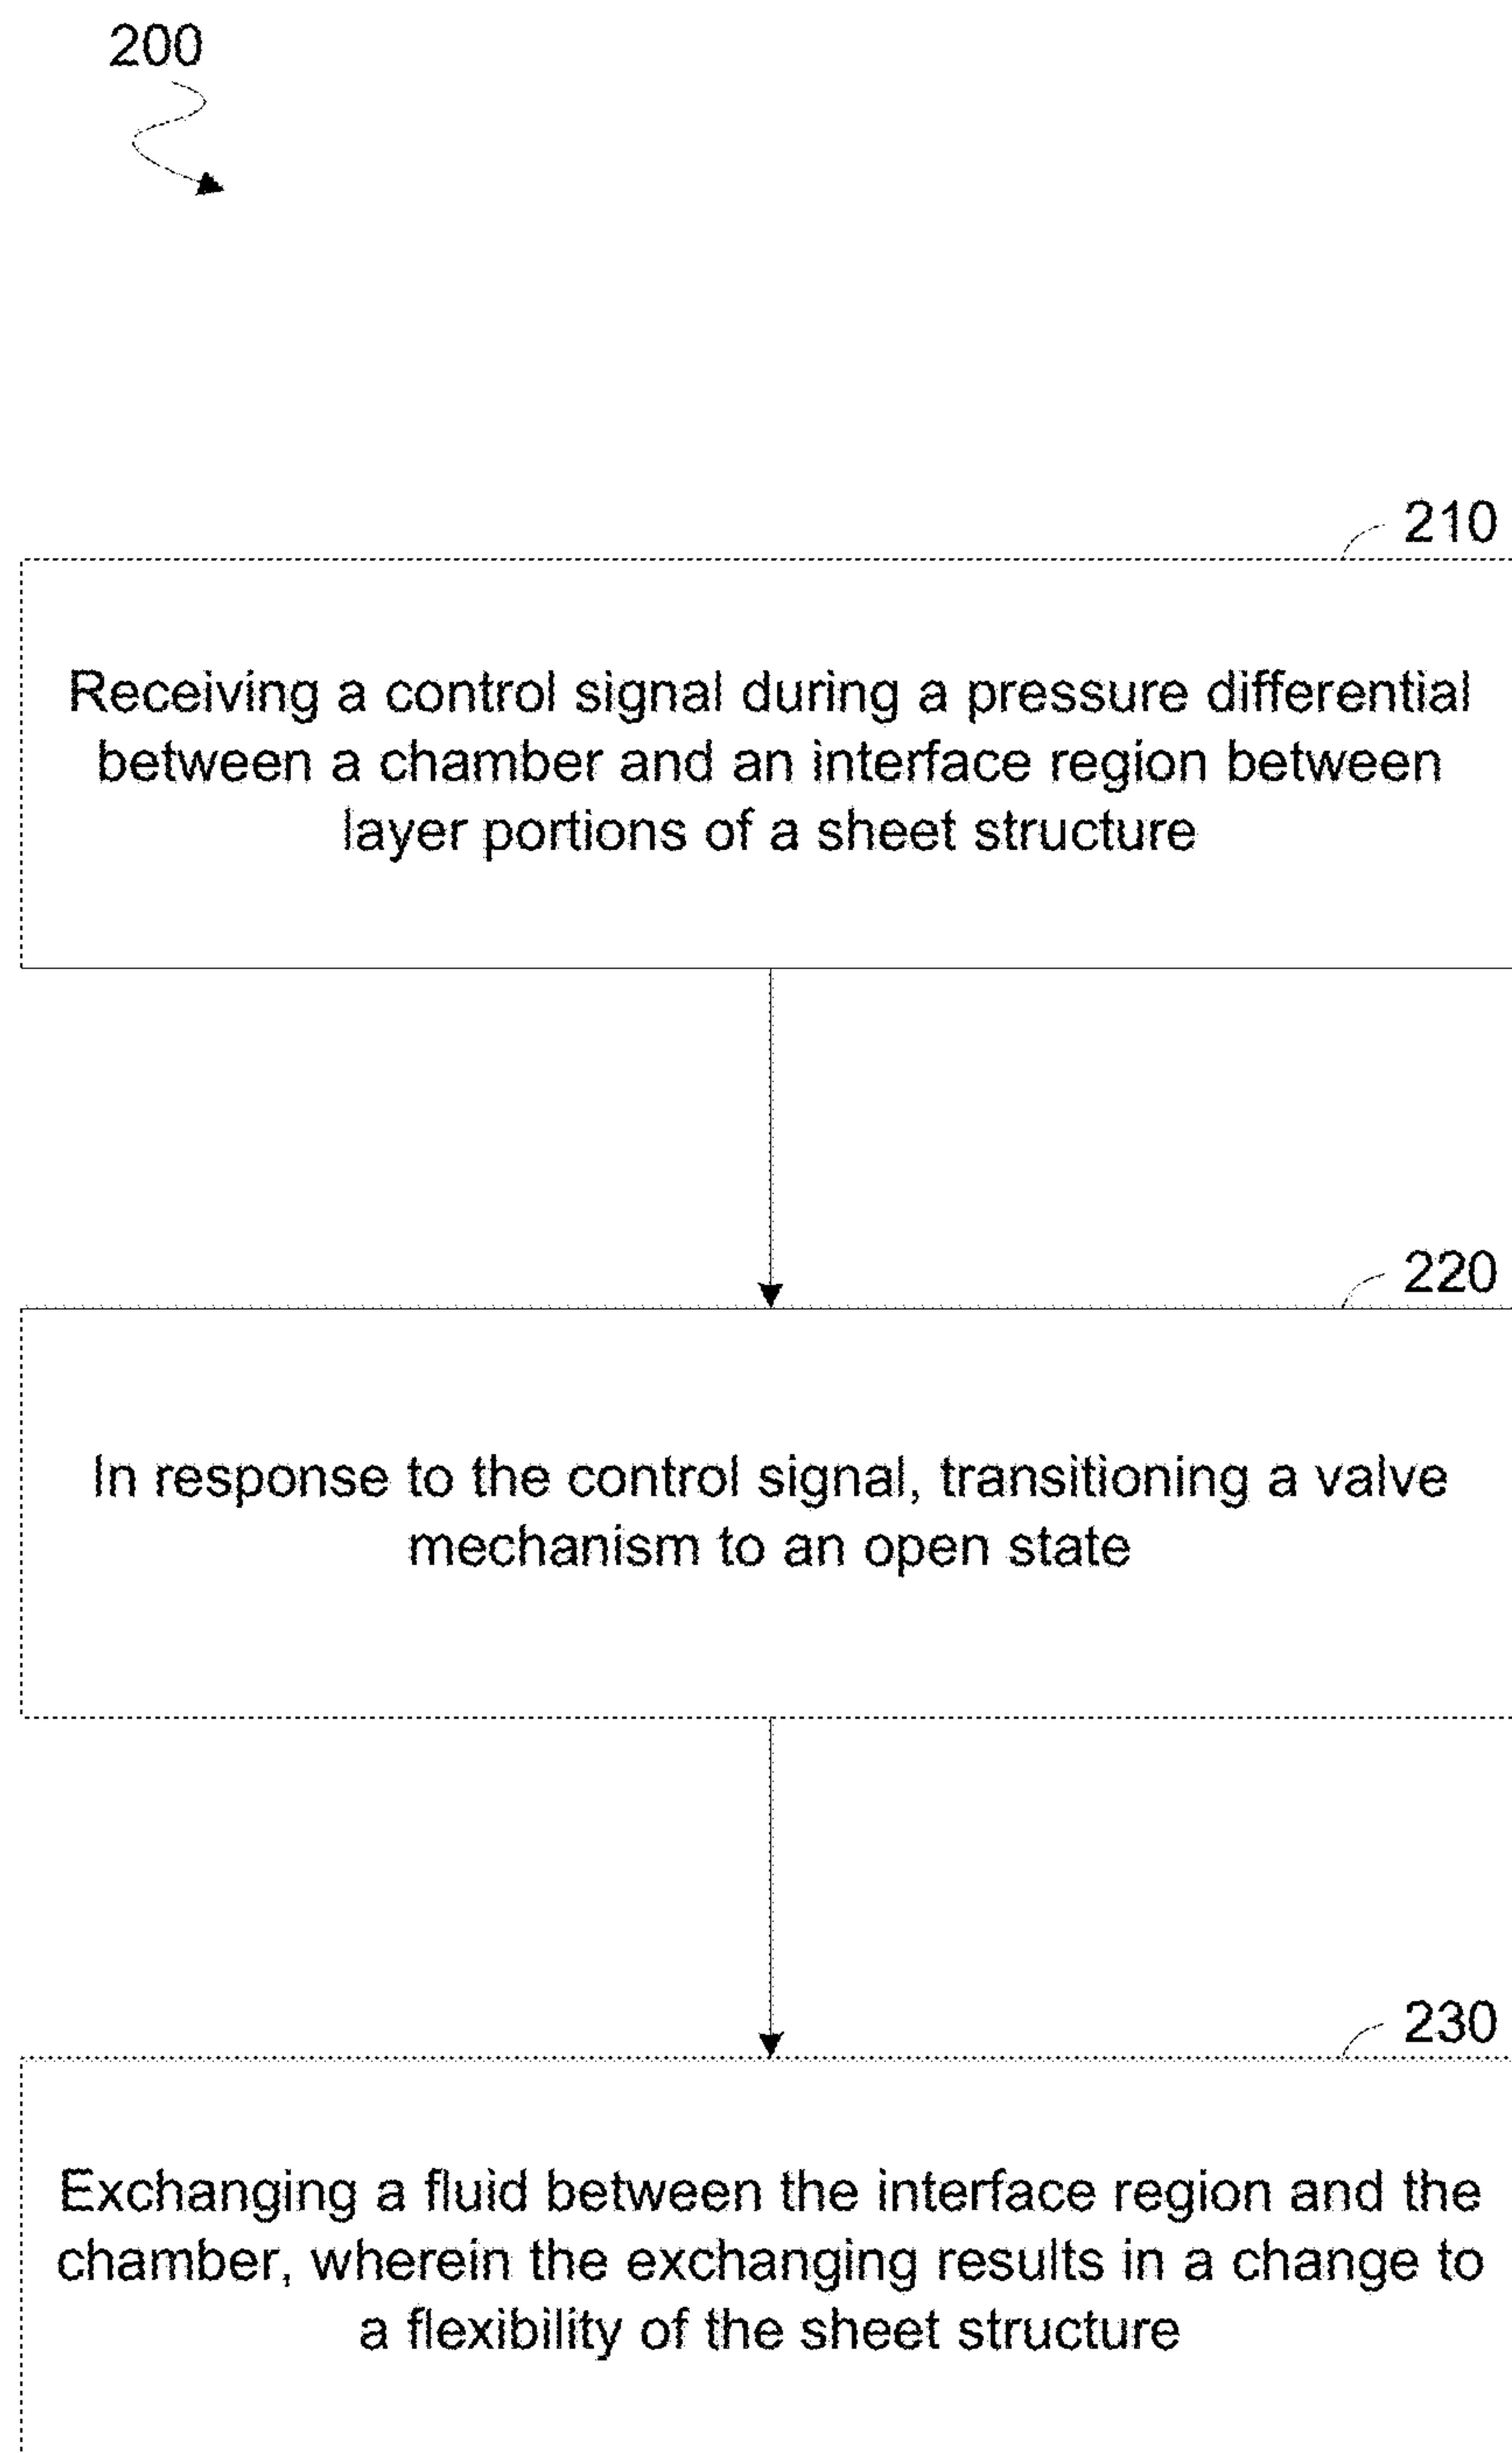 200
210
Receiving a control signal during a pressure differential
between a chamber and an interface region between
layer portions of a sheet structure
220
In response to the control signal, transitioning a valve
mechanism to an open state
230
Exchanging a fluid between the interface region and the
chamber, wherein the exchanging results in a change to
a flexibility of the sheet structure